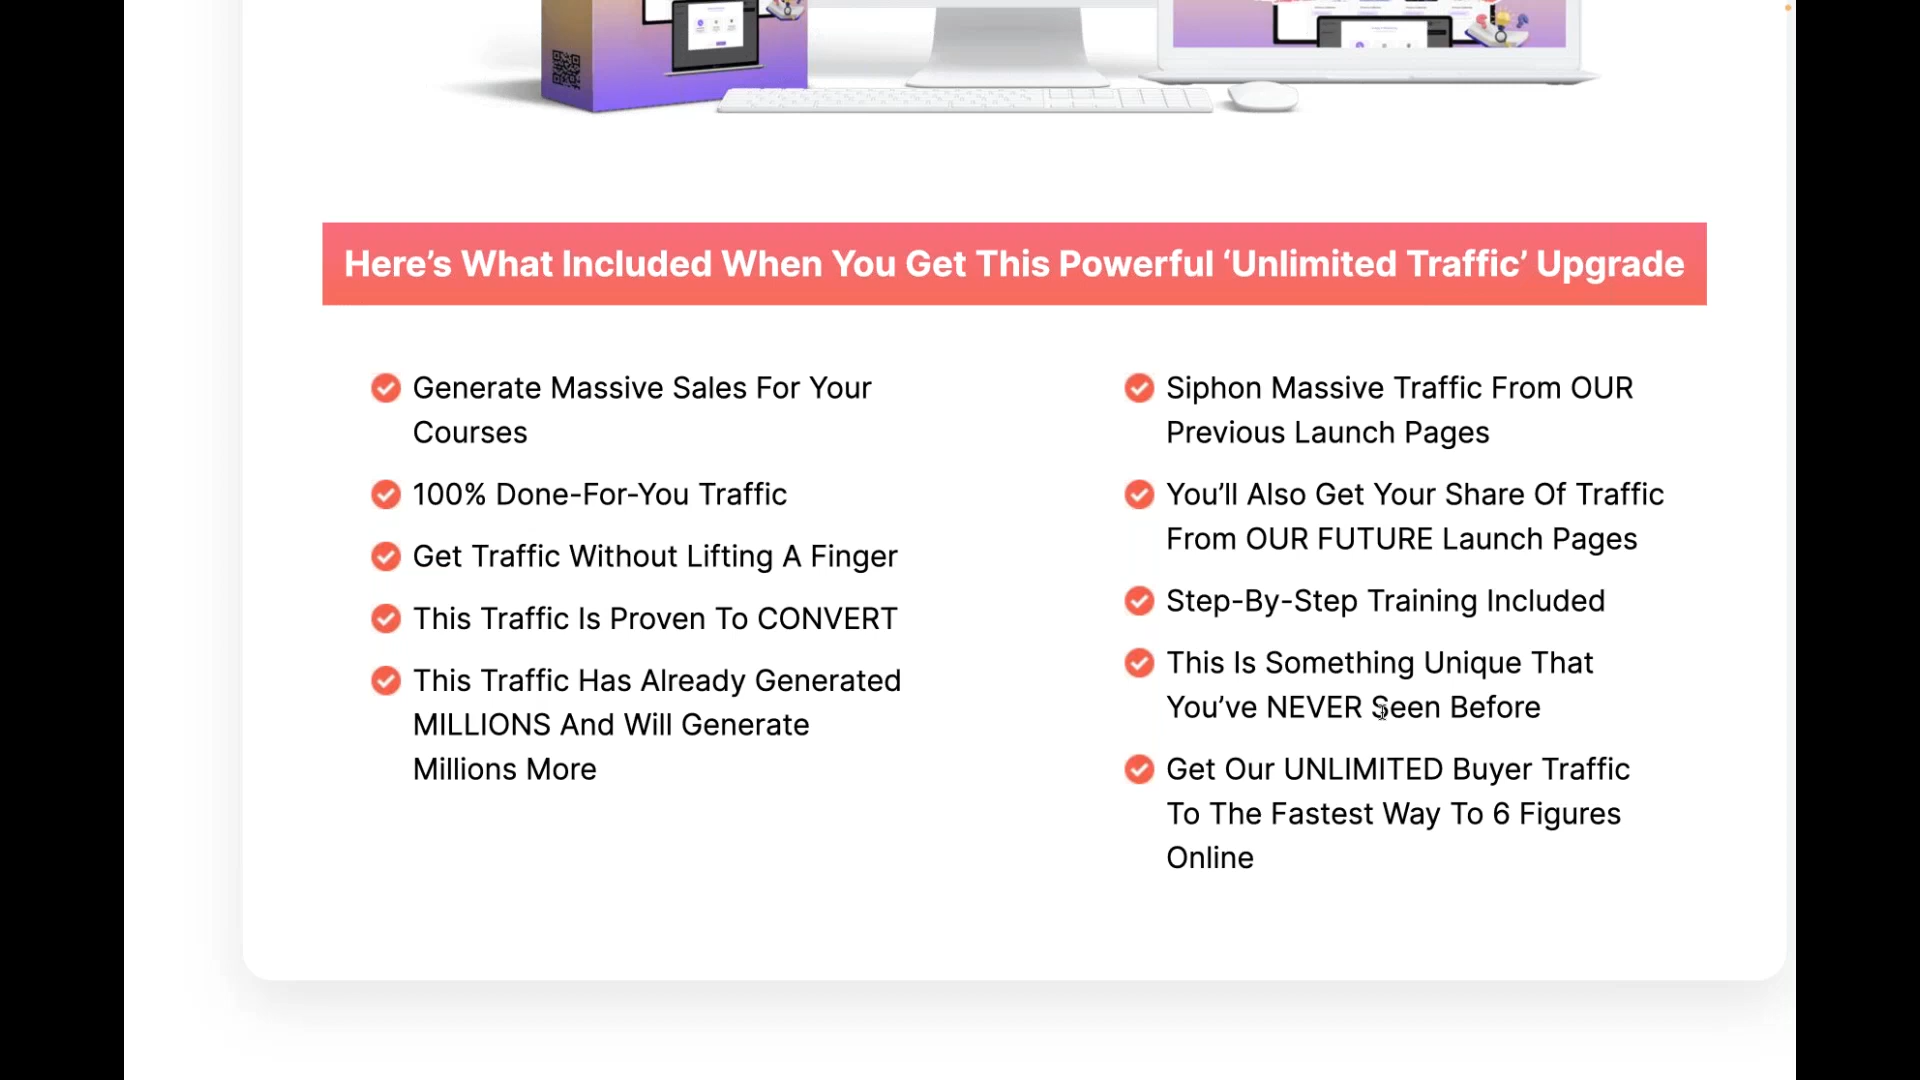 Here’s What Included When You Get This Powerful ‘Unlimited Traffic’ Upgrade
Generate Massive Sales For Your
Courses
100% Done-For-You Traffic
Get Traffic Without Lifting A Finger
This Traffic Is Proven To CONVERT
This Traffic Has Already Generated
MILLIONS And Will Generate
Millions More
Siphon Massive Traffic From OUR
Previous Launch Pages
You’ll Also Get Your Share Of Traffic
From OUR FUTURE Launch Pages
Step-By-Step Training Included
This Is Something Unique That
You’ve NEVER Seen Before
Get Our UNLIMITED Buyer Traffic
To The Fastest Way To 6 Figures
Online